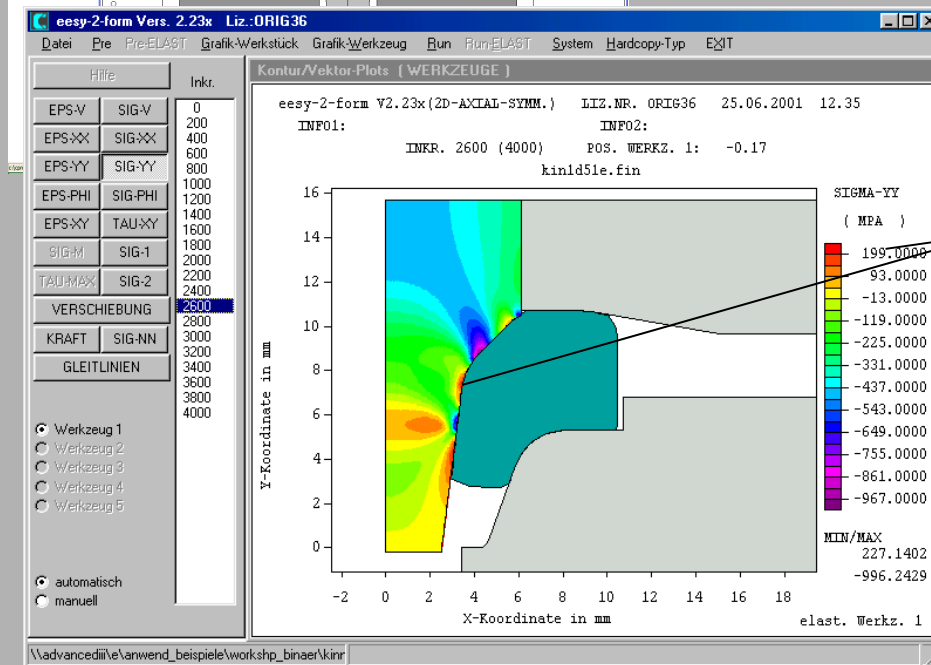 eesy-2-form Vers. 2.23x Liz.:ORIG36
Datei Pre Pre-ELAST Grafik-Werkstück Grafik-Werkzeug Run Run-ELAST System Hardcopy-Typ EXIT
Hilfe
Inkr.
EPS-V SIG-V
EPS-XX SIG-XX
EPS-YY SIG-YY
EPS-PHI SIG-PHI
EPS-XY TAU-XY
SIG-M SIG-1
TAU-MAX SIG-2
VERSCHIEBUNG
KRAFT SIG-NN
GLEITLINIEN
0
200
400
600
800
1000
1200
1400
1600
1800
2000
2200
2400
2600
2800
3000
3200
3400
3600
3800
4000
Werkzeug 1
Werkzeug 2
Werkzeug 3
Werkzeug 4
Werkzeug 5
automatisch
manuell
Kontur/Vektor-Plots ( WERKZEUGE )
eesy-2-form V2.23x(2D-AXIAL-SYMM.) LIZ.NR. ORIG36 25.06.2001 12.35
INFO1: INFO2:
INKR. 2600 (4000) POS. WERKZ. 1: -0.17
kin1d51e.fin
16
14
12
10
8
6
4
2
0
Y-Koordinate in mm
-2 0 2 4 6 8 10 12 14 16 18
X-Koordinate in mm
SIGMA-YY
( MPA )
199.0000
93.0000
-13.0000
-119.0000
-225.0000
-331.0000
-437.0000
-543.0000
-649.0000
-755.0000
-861.0000
-967.0000
MIN/MAX
227.1402
-996.2429
elast. Werkz. 1
\\advancediii\e\anwend_beispiele\workshp_binaer\kinr